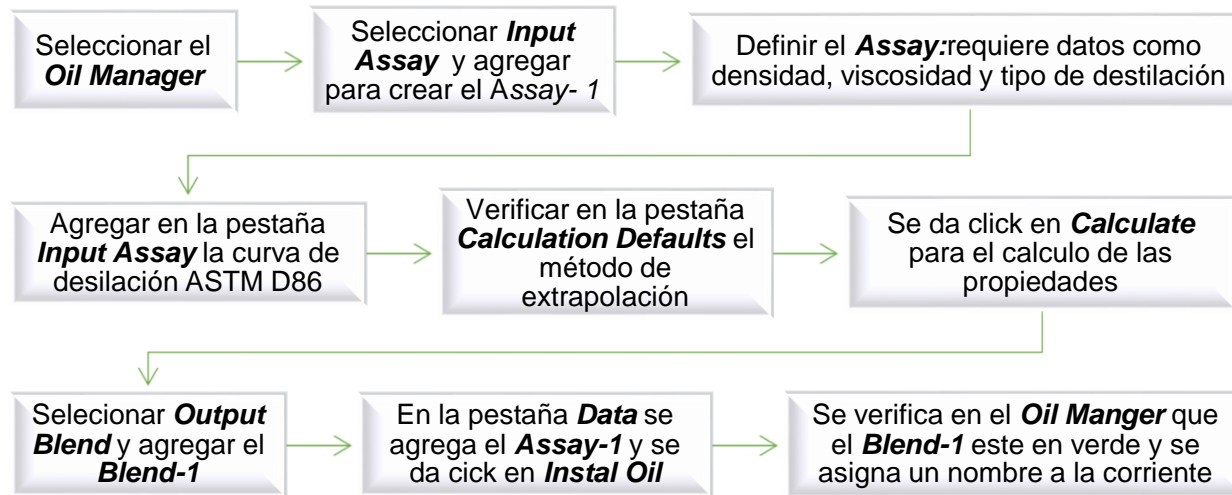 Seleccionar el
Oil Manager
Seleccionar Input
Assay y agregar
para crear el Assay- 1
Definir el Assay:requiere datos como
densidad, viscosidad y tipo de destilación
Agregar en la pestaña
Input Assay la curva de
desilación ASTM D86
Verificar en la pestaña
Calculation Defaults el
método de
extrapolación
Se da click en Calculate
para el calculo de las
propiedades
Selecionar Output
Blend y agregar el
Blend-1
En la pestaña Data se
agrega el Assay-1 y se
da cick en Instal Oil
Se verifica en el Oil Manger que
el Blend-1 este en verde y se
asigna un nombre a la corriente